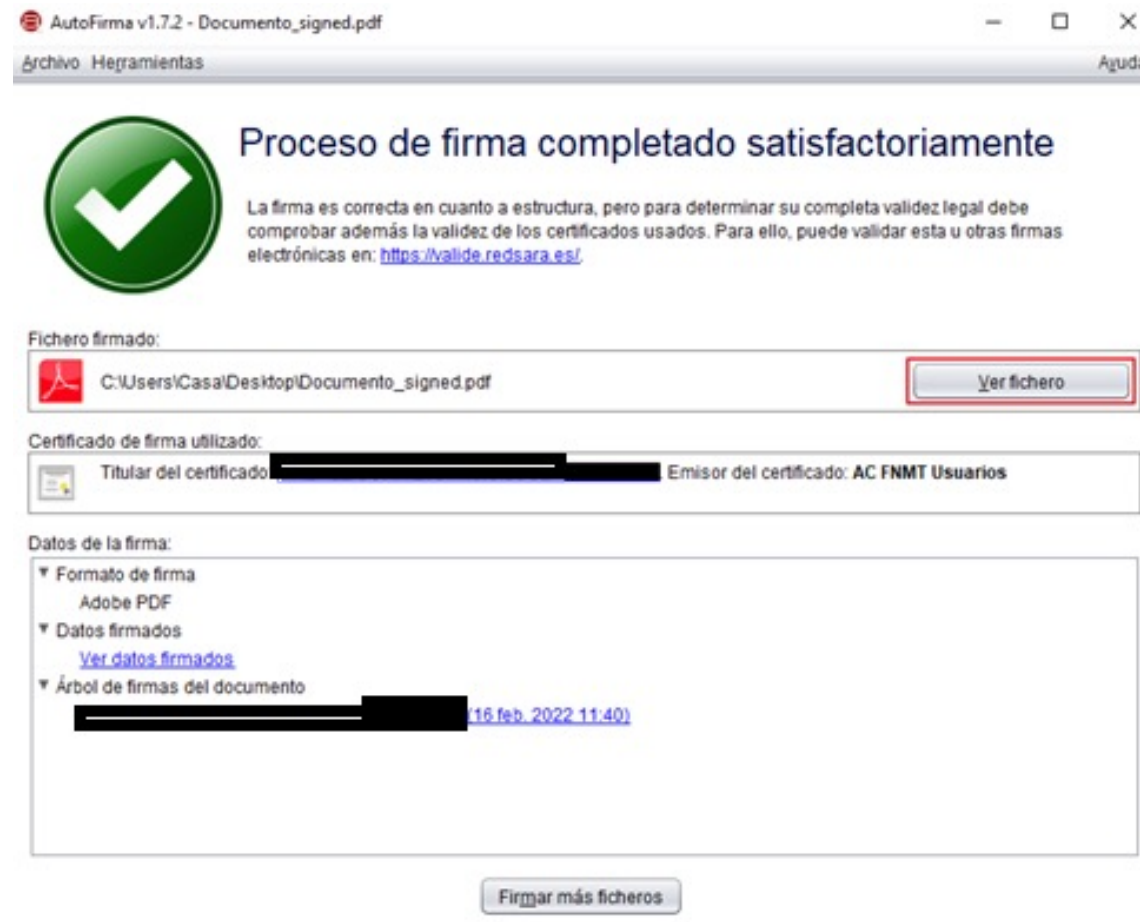 AutoFirma v1.7.2 - Documento_signed.pdf
Archivo Herramientas Ayuda
Proceso de firma completado satisfactoriamente
La firma es correcta en cuanto a estructura, pero para determinar su completa validez legal debe
comprobar además la validez de los certificados usados. Para ello, puede validar esta u otras firmas
electrónicas en: https://valide.redsara.es/.
Fichero firmado:
C:\Users\Casa\Desktop\Documento_signed.pdf Ver fichero
Certificado de firma utilizado:
Titular del certificado: Emisor del certificado: AC FNMT Usuarios
Datos de la firma:
Formato de firma
Adobe PDF
Datos firmados
Ver datos firmados
Árbol de firmas del documento
(16 feb. 2022 11:40)
Firmar más ficheros